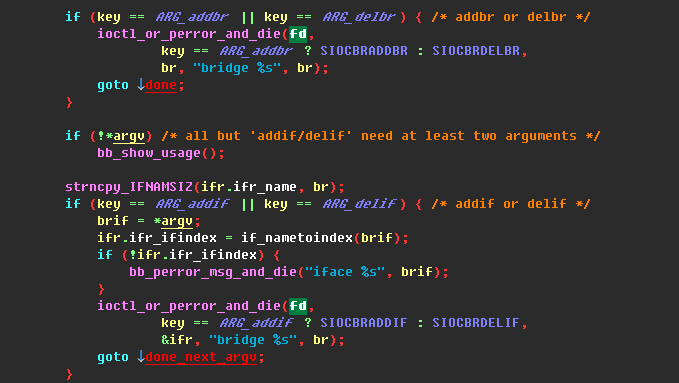 if (key == ARG_addbr || key == ARG_delbr) { /* addbr or delbr */
ioctl_or_perror_and_die(fd,
key == ARG_addbr ? SIOCBRADDBR : SIOCBRDELBR,
br, "bridge %s", br);
goto ↓done;
}
if (!*argv) /* all but 'addif/delif' need at least two arguments */
bb_show_usage();
strncpy_IFNAMSIZ(ifr.ifr_name, br);
if (key == ARG_addif || key == ARG_delif) { /* addif or delif */
brif = *argv;
ifr.ifr_ifindex = if_nametoindex(brif);
if (!ifr.ifr_ifindex) {
bb_perror_msg_and_die("iface %s", brif);
}
ioctl_or_perror_and_die(fd,
key == ARG_addif ? SIOCBRADDIF : SIOCBRDELIF,
&ifr, "bridge %s", br);
goto ↓done_next_argv;
}